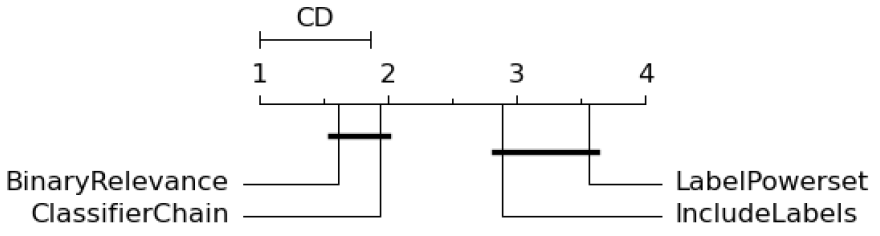 CD
1 2 3 4
BinaryRelevance LabelPowerset
ClassifierChain IncludeLabels